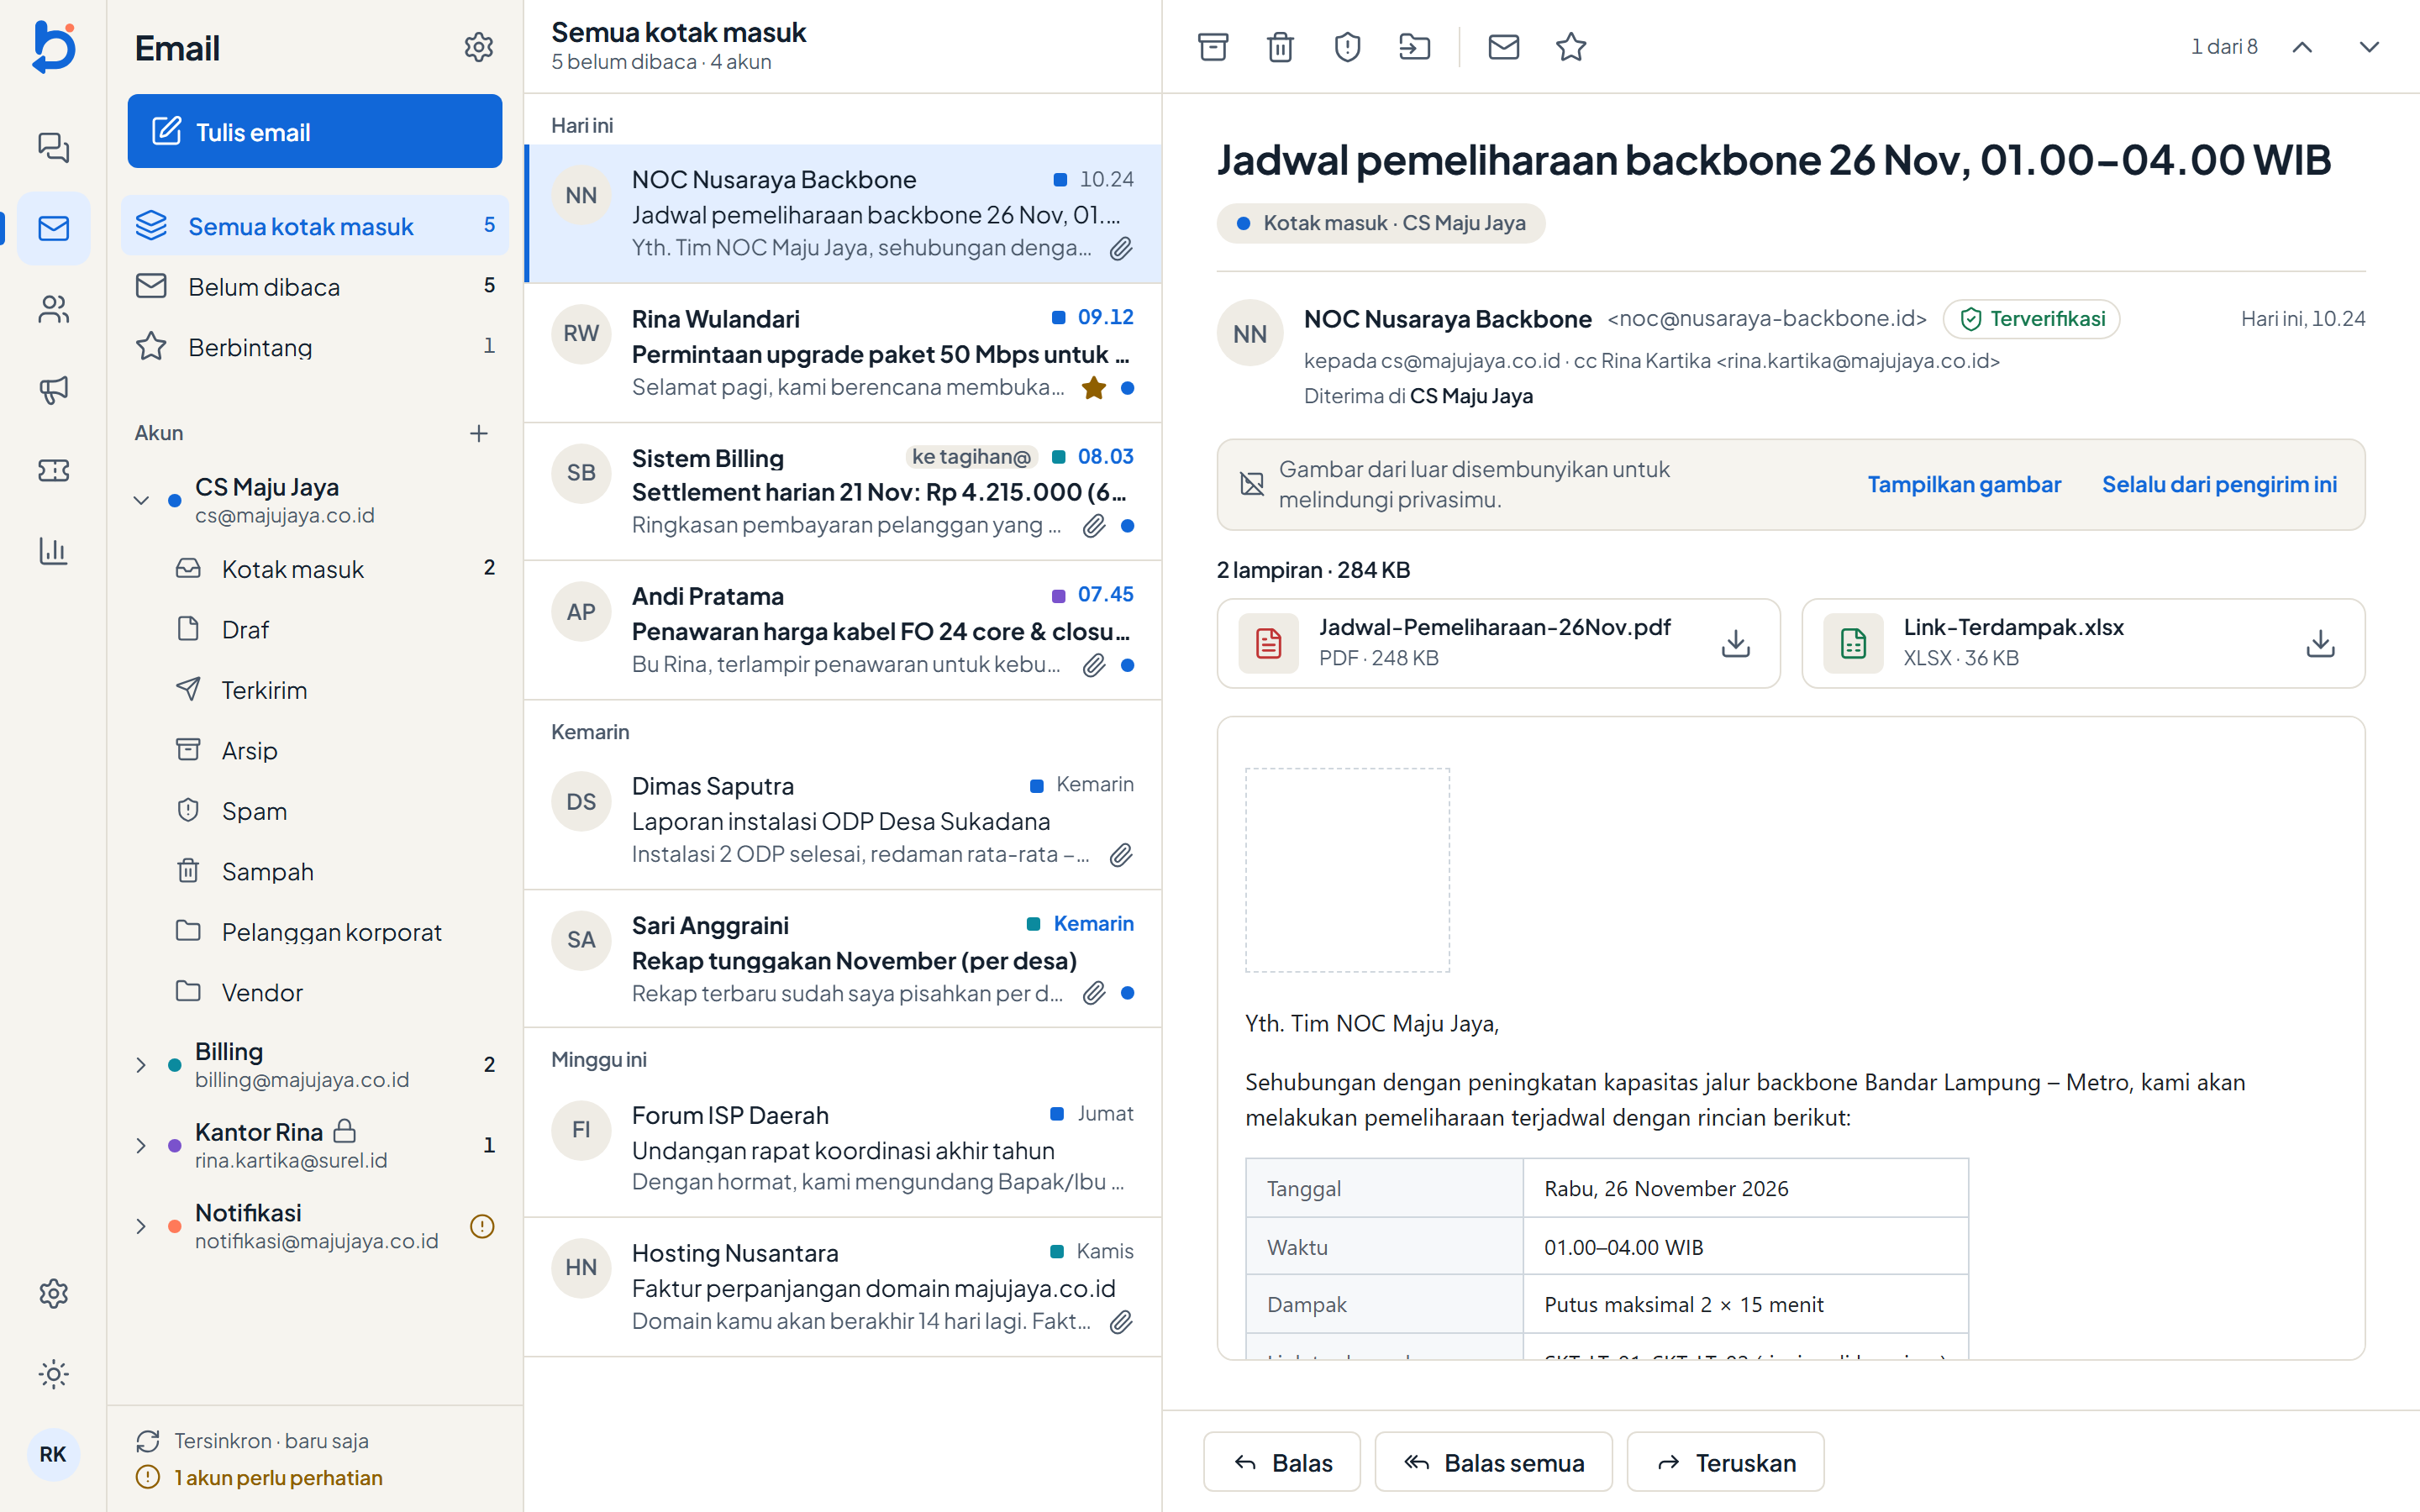 Email
Tulis email
Semua kotak masuk 5
Belum dibaca 5
Berbintang 1
Akun
CS Maju Jaya
cs@majujaya.co.id
Kotak masuk 2
Draf
Terkirim
Arsip
Spam
Sampah
Pelanggan korporat
Vendor
Billing
billing@majujaya.co.id
2
Kantor Rina
rina.kartika@surel.id
1
Notifikasi
notifikasi@majujaya.co.id
Tersinkron · baru saja
1 akun perlu perhatian
RK
Semua kotak masuk
5 belum dibaca · 4 akun
Hari ini
NN
NOC Nusaraya Backbone 10.24
Jadwal pemeliharaan backbone 26 Nov, 01....
Yth. Tim NOC Maju Jaya, sehubungan denga...
RW
Rina Wulandari 09.12
Permintaan upgrade paket 50 Mbps untuk ...
Selamat pagi, kami berencana membuka...
SB
Sistem Billing ke tagihan@ 08.03
Settlement harian 21 Nov: Rp 4.215.000 (6...
Ringkasan pembayaran pelanggan yang ...
AP
Andi Pratama 07.45
Penawaran harga kabel FO 24 core & closu...
Bu Rina, terlampir penawaran untuk kebu...
Kemarin
DS
Dimas Saputra Kemarin
Laporan instalasi ODP Desa Sukadana
Instalasi 2 ODP selesai, redaman rata-rata –...
SA
Sari Anggraini Kemarin
Rekap tunggakan November (per desa)
Rekap terbaru sudah saya pisahkan per d...
Minggu ini
FI
Forum ISP Daerah Jumat
Undangan rapat koordinasi akhir tahun
Dengan hormat, kami mengundang Bapak/Ibu ...
HN
Hosting Nusantara Kamis
Faktur perpanjangan domain majujaya.co.id
Domain kamu akan berakhir 14 hari lagi. Fakt...
1 dari 8
Jadwal pemeliharaan backbone 26 Nov, 01.00–04.00 WIB
Kotak masuk · CS Maju Jaya
NN
NOC Nusaraya Backbone <noc@nusaraya-backbone.id> Terverifikasi Hari ini, 10.24
kepada cs@majujaya.co.id · cc Rina Kartika <rina.kartika@majujaya.co.id>
Diterima di CS Maju Jaya
Gambar dari luar disembunyikan untuk
melindungi privasimu.
Tampilkan gambar Selalu dari pengirim ini
2 lampiran · 284 KB
Jadwal-Pemeliharaan-26Nov.pdf
PDF · 248 KB
Link-Terdampak.xlsx
XLSX · 36 KB
Yth. Tim NOC Maju Jaya,
Sehubungan dengan peningkatan kapasitas jalur backbone Bandar Lampung – Metro, kami akan
melakukan pemeliharaan terjadwal dengan rincian berikut:
Tanggal Rabu, 26 November 2026
Waktu 01.00–04.00 WIB
Dampak Putus maksimal 2 × 15 menit
Balas Balas semua Teruskan